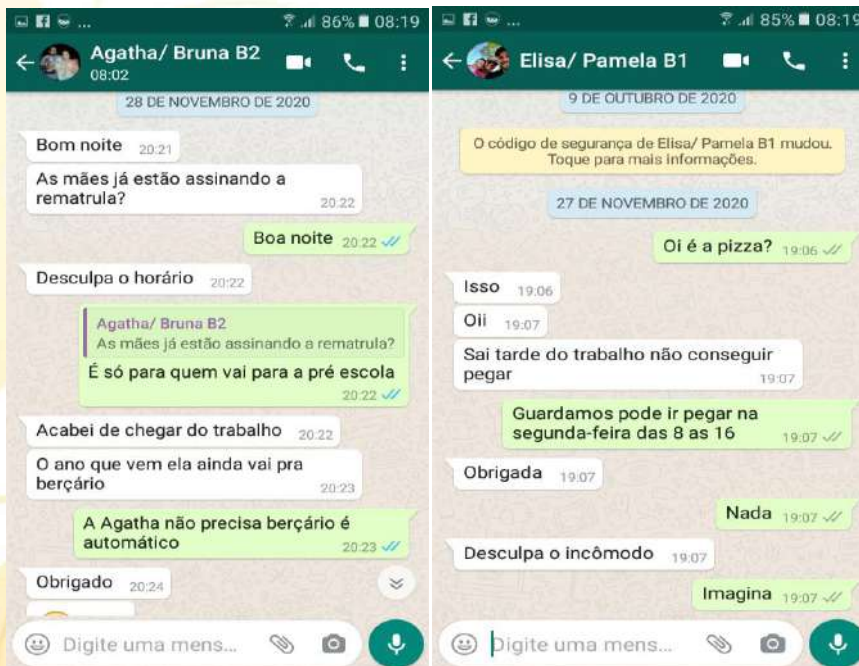 ... 86% 08:19
Agatha/ Bruna B2
08:02
28 DE NOVEMBRO DE 2020
Bom noite 20:21
As mães já estão assinando a
rematrula? 20:22
Boa noite 20:22
Desculpa o horário 20:22
Agatha/ Bruna B2
As mães já estão assinando a rematrula?
É só para quem vai para a pré escola
20:22
Acabei de chegar do trabalho 20:22
O ano que vem ela ainda vai pra
berçário 20:23
A Agatha não precisa berçário é
automático 20:23
Obrigado 20:24
Digite uma mens...
... 85% 08:19
Elisa/ Pamela B1
9 DE OUTUBRO DE 2020
O código de segurança de Elisa/ Pamela B1 mudou.
Toque para mais informações.
27 DE NOVEMBRO DE 2020
Oi é a pizza? 19:06
Isso 19:06
Oii 19:07
Sai tarde do trabalho não conseguir
pegar 19:07
Guardamos pode ir pegar na
segunda-feira das 8 as 16 19:07
Obrigada 19:07
Nada 19:07
Desculpa o incômodo 19:07
Imagina 19:07
Digite uma mens...